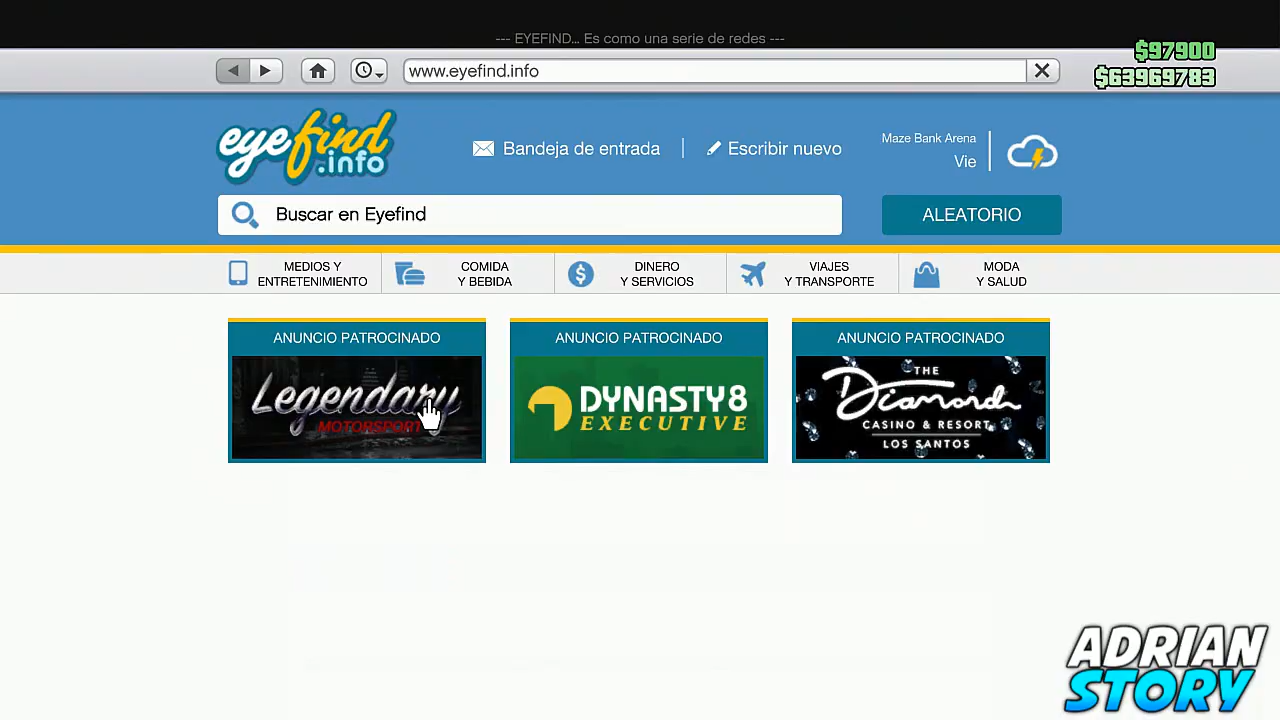 --- EYEFIND... Es como una serie de redes ---
www.eyefind.info
$97900
$63969783
eyefind
.info
Bandeja de entrada
Escribir nuevo
Maze Bank Arena
Vie
Buscar en Eyefind
ALEATORIO
MEDIOS Y
ENTRETENIMIENTO
COMIDA
Y BEBIDA
DINERO
Y SERVICIOS
VIAJES
Y TRANSPORTE
MODA
Y SALUD
ANUNCIO PATROCINADO
Legendary
MOTORSPORT
ANUNCIO PATROCINADO
DYNASTY8
EXECUTIVE
ANUNCIO PATROCINADO
THE
Diamond
CASINO & RESORT
LOS SANTOS
ADRIAN
STORY